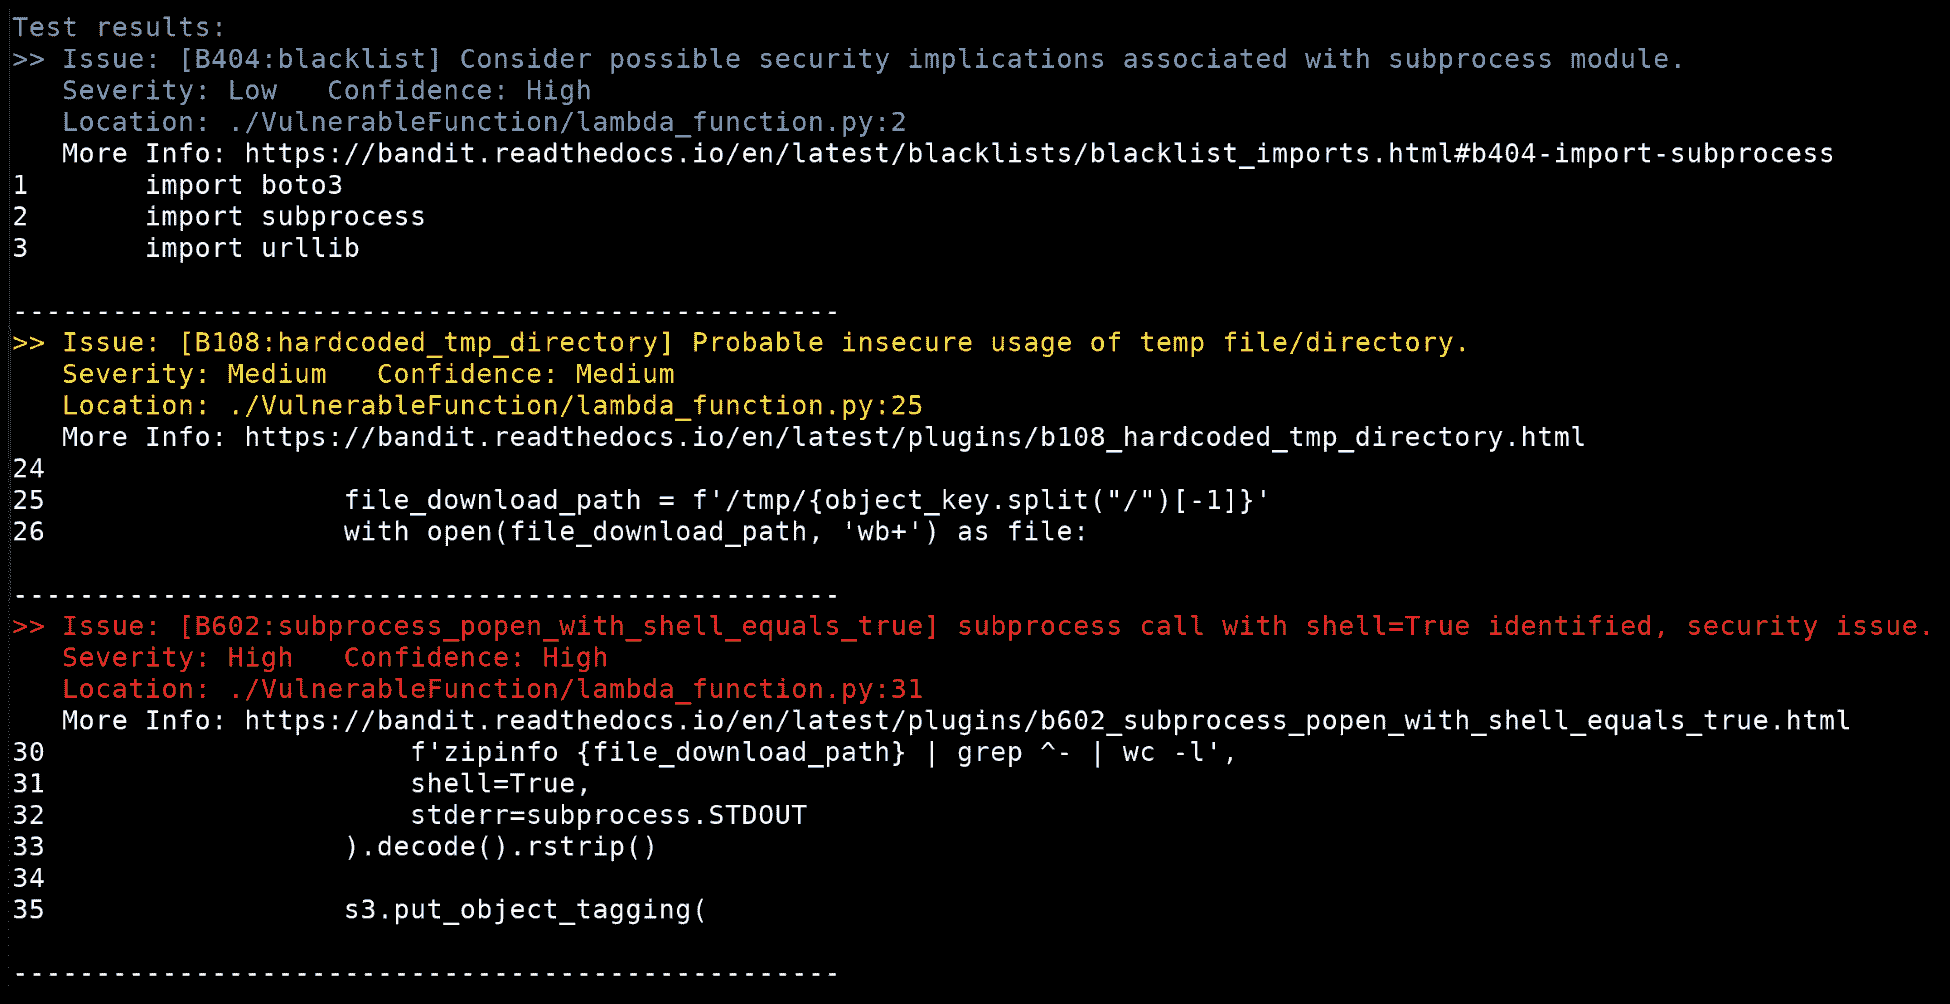 Test results:
>> Issue: [B404:blacklist] Consider possible security implications associated with subprocess module.
   Severity: Low   Confidence: High
   Location: ./VulnerableFunction/lambda_function.py:2
   More Info: https://bandit.readthedocs.io/en/latest/blacklists/blacklist_imports.html#b404-import-subprocess
1       import boto3
2       import subprocess
3       import urllib

--------------------------------------------------
>> Issue: [B108:hardcoded_tmp_directory] Probable insecure usage of temp file/directory.
   Severity: Medium   Confidence: Medium
   Location: ./VulnerableFunction/lambda_function.py:25
   More Info: https://bandit.readthedocs.io/en/latest/plugins/b108_hardcoded_tmp_directory.html
24
25                  file_download_path = f'/tmp/{object_key.split("/")[-1]}'
26                  with open(file_download_path, 'wb+') as file:

--------------------------------------------------
>> Issue: [B602:subprocess_popen_with_shell_equals_true] subprocess call with shell=True identified, security issue.
   Severity: High   Confidence: High
   Location: ./VulnerableFunction/lambda_function.py:31
   More Info: https://bandit.readthedocs.io/en/latest/plugins/b602_subprocess_popen_with_shell_equals_true.html
30                      f'zipinfo {file_download_path} | grep ^- | wc -l',
31                      shell=True,
32                      stderr=subprocess.STDOUT
33                  ).decode().rstrip()
34
35                  s3.put_object_tagging(

--------------------------------------------------